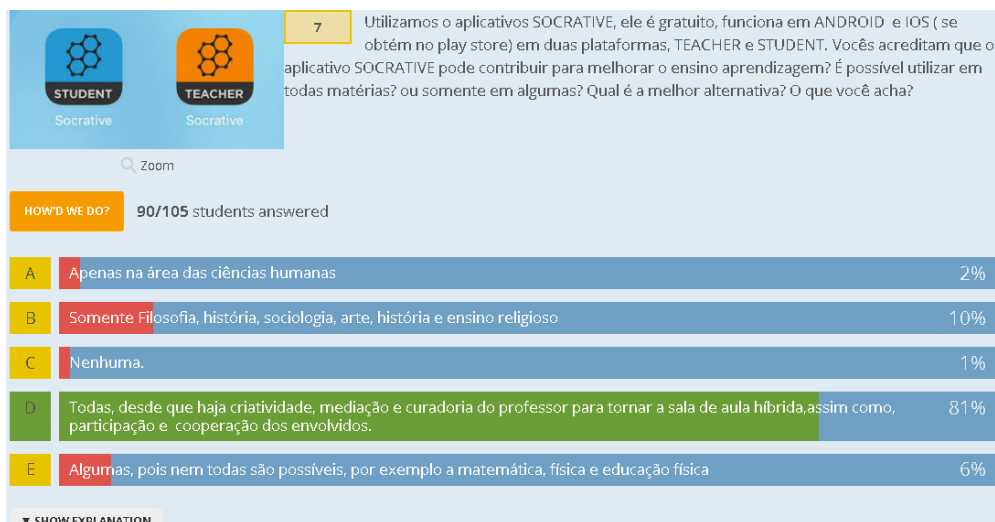 STUDENT
Socrative
TEACHER
Socrative
Zoom
7
Utilizamos o aplicativos SOCRATIVE, ele é gratuito, funciona em ANDROID e IOS ( se
obtém no play store) em duas plataformas, TEACHER e STUDENT. Vocês acreditam que o
aplicativo SOCRATIVE pode contribuir para melhorar o ensino aprendizagem? É possível utilizar em
todas matérias? ou somente em algumas? Qual é a melhor alternativa? O que você acha?
HOW'D WE DO?
90/105 students answered
A Apenas na área das ciências humanas 2%
B Somente Filosofia, história, sociologia, arte, história e ensino religioso 10%
C Nenhuma. 1%
D Todas, desde que haja criatividade, mediação e curadoria do professor para tornar a sala de aula híbrida,assim como, 81%
participação e cooperação dos envolvidos.
E Algumas, pois nem todas são possíveis, por exemplo a matemática, física e educação física 6%
▼ SHOW EXPLANATION